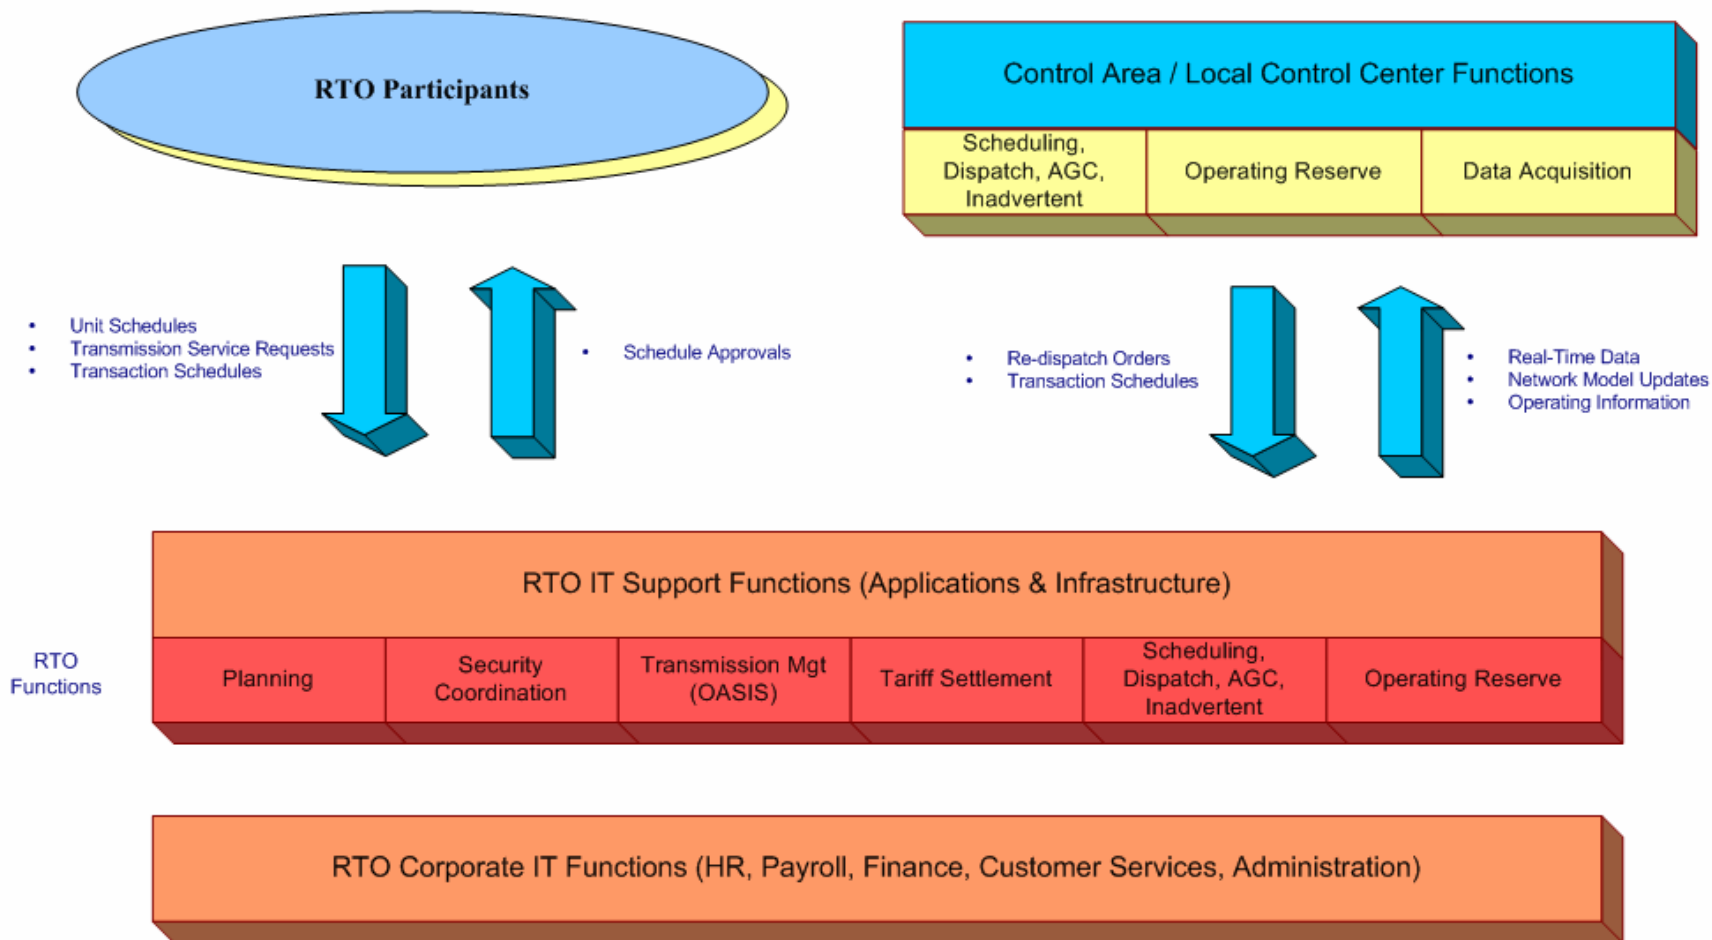 RTO Participants
Control Area / Local Control Center Functions
Scheduling,
Dispatch, AGC,
Inadvertent
Operating Reserve
Data Acquisition
• Unit Schedules
• Transmission Service Requests
• Transaction Schedules
• Schedule Approvals
• Re-dispatch Orders
• Transaction Schedules
• Real-Time Data
• Network Model Updates
• Operating Information
RTO IT Support Functions (Applications & Infrastructure)
RTO
Functions
Planning
Security
Coordination
Transmission Mgt
(OASIS)
Tariff Settlement
Scheduling,
Dispatch, AGC,
Inadvertent
Operating Reserve
RTO Corporate IT Functions (HR, Payroll, Finance, Customer Services, Administration)